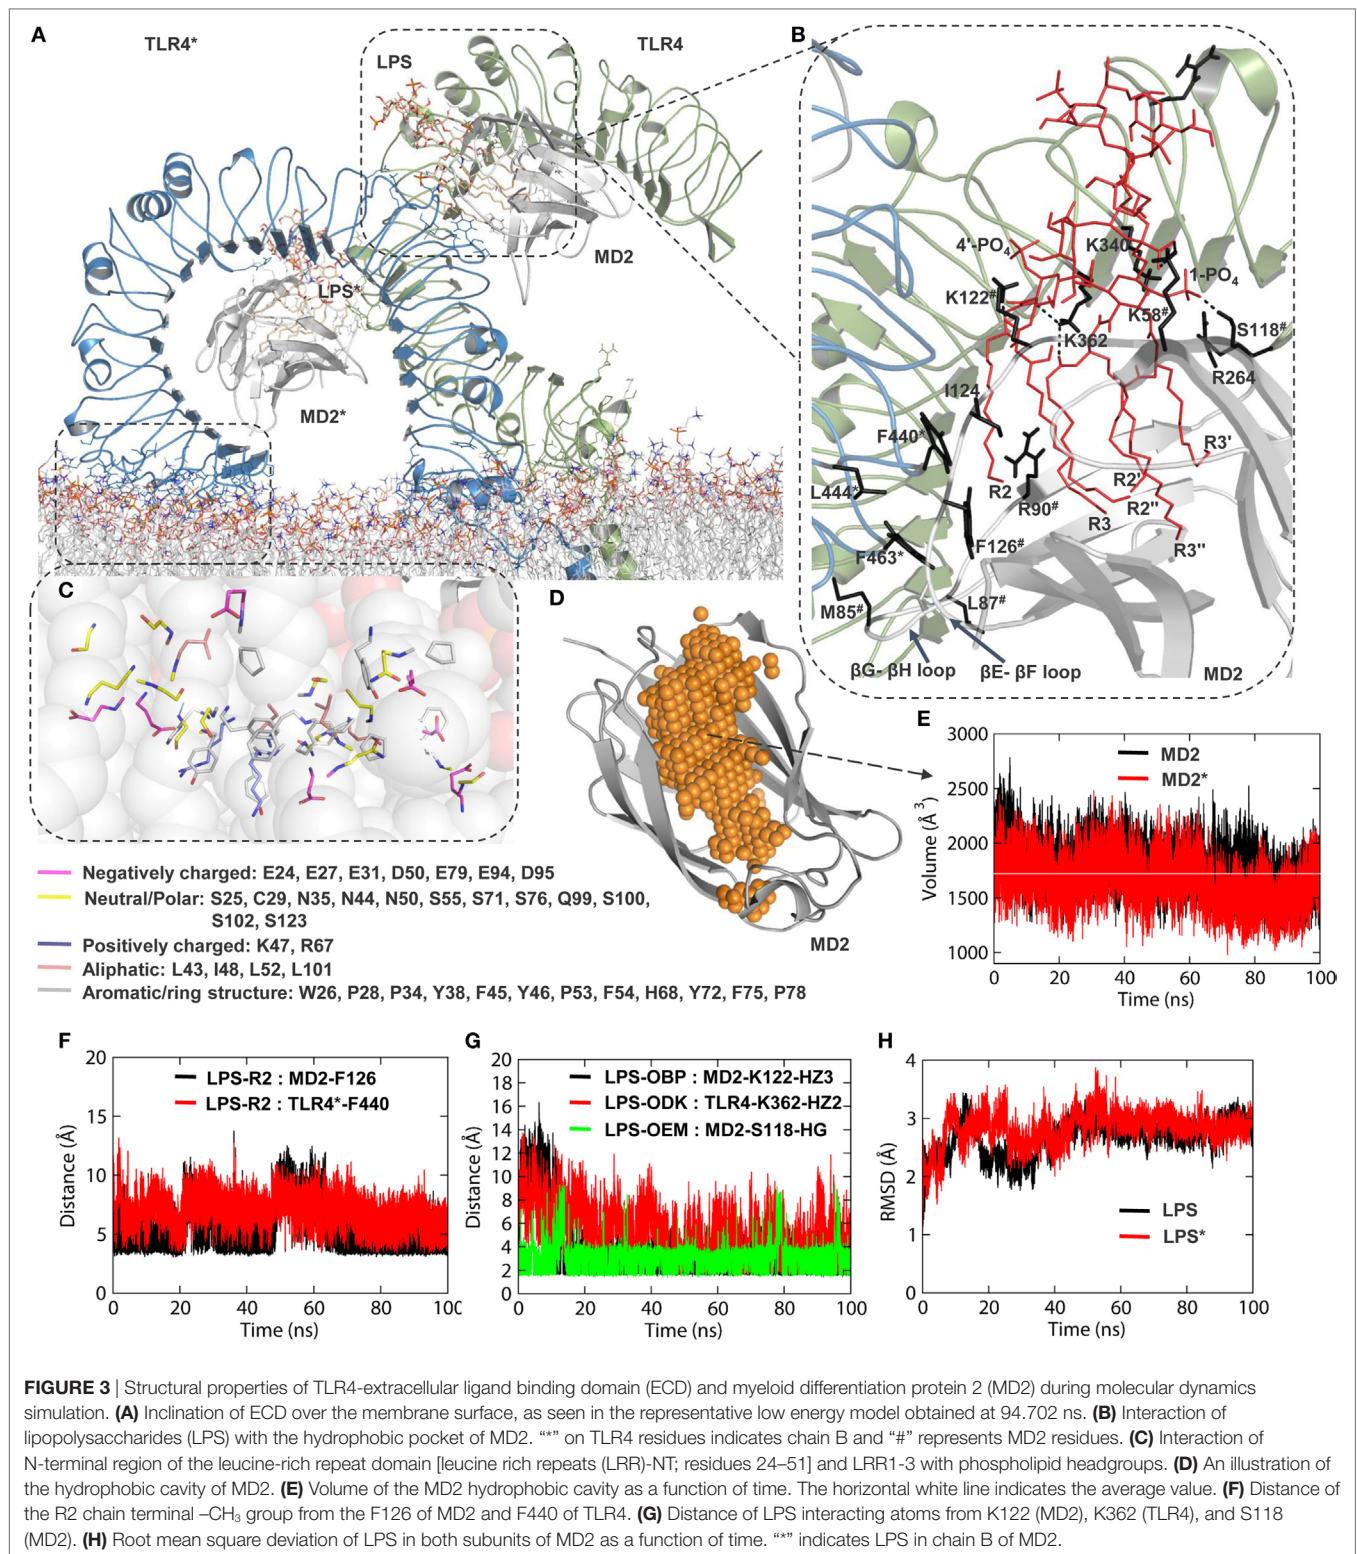 A
TLR4*
LPS
TLR4
LPS*
MD2
MD2*
B
4'-PO4
K340
1-PO4
K122#
K58#
S118#
K362
R264
I124
F440*
R3'
R2
R2'
L444*
R90#
R2''
R3
F463*
F126#
R3''
M85#
L87#
βG- βH loop
βE- βF loop
MD2
C
Negatively charged: E24, E27, E31, D50, E79, E94, D95
Neutral/Polar: S25, C29, N35, N44, N50, S55, S71, S76, Q99, S100,
S102, S123
Positively charged: K47, R67
Aliphatic: L43, I48, L52, L101
Aromatic/ring structure: W26, P28, P34, Y38, F45, Y46, P53, F54, H68, Y72, F75, P78
D
MD2
E
3000
2500
2000
1500
1000
Volume (Å 3)
MD2
MD2*
0 20 40 60 80 100
Time (ns)
F
20
15
10
5
0
Distance (Å)
LPS-R2 : MD2-F126
LPS-R2 : TLR4*-F440
0 20 40 60 80 100
Time (ns)
G
20
18
16
14
12
10
8
6
4
2
0
Distance (Å)
LPS-OBP : MD2-K122-HZ3
LPS-ODK : TLR4-K362-HZ2
LPS-OEM : MD2-S118-HG
0 20 40 60 80 100
Time (ns)
H
4
3
2
1
0
RMSD (Å)
LPS
LPS*
0 20 40 60 80 100
Time (ns)
FIGURE 3 | Structural properties of TLR4-extracellular ligand binding domain (ECD) and myeloid differentiation protein 2 (MD2) during molecular dynamics
simulation. (A) Inclination of ECD over the membrane surface, as seen in the representative low energy model obtained at 94.702 ns. (B) Interaction of
lipopolysaccharides (LPS) with the hydrophobic pocket of MD2. “*” on TLR4 residues indicates chain B and “#” represents MD2 residues. (C) Interaction of
N-terminal region of the leucine-rich repeat domain [leucine rich repeats (LRR)-NT; residues 24–51] and LRR1-3 with phospholipid headgroups. (D) An illustration of
the hydrophobic cavity of MD2. (E) Volume of the MD2 hydrophobic cavity as a function of time. The horizontal white line indicates the average value. (F) Distance of
the R2 chain terminal –CH3 group from the F126 of MD2 and F440 of TLR4. (G) Distance of LPS interacting atoms from K122 (MD2), K362 (TLR4), and S118
(MD2). (H) Root mean square deviation of LPS in both subunits of MD2 as a function of time. “*” indicates LPS in chain B of MD2.